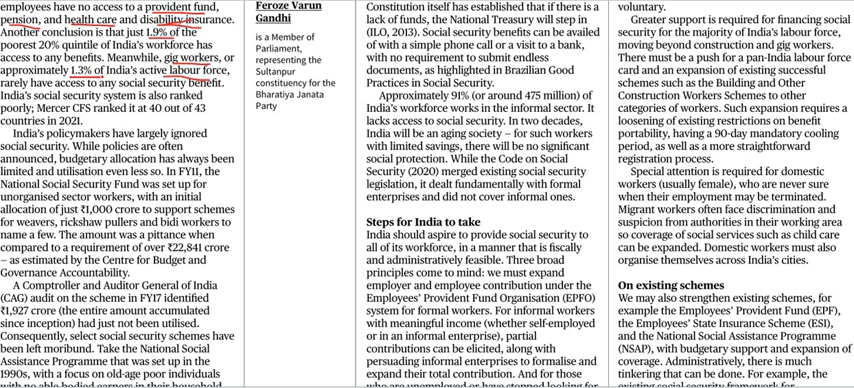 employees have no access to a provident fund,
pension, and health care and disability insurance.
Another conclusion is that just 1.9% of the
poorest 20% quintile of India's workforce has
access to any benefits. Meanwhile, gig workers, or
approximately 1.3% of India's active labour force,
rarely have access to any social security benefit.
India's social security system is also ranked
poorly; Mercer CFS ranked it at 40 out of 43
countries in 2021.
India's policymakers have largely ignored
social security. While policies are often
announced, budgetary allocation has always been
limited and utilisation even less so. In FY11, the
National Social Security Fund was set up for
unorganised sector workers, with an initial
allocation of just ₹1,000 crore to support schemes
for weavers, rickshaw pullers and bidi workers to
name a few. The amount was a pittance when
compared to a requirement of over ₹22,841 crore
— as estimated by the Centre for Budget and
Governance Accountability.
A Comptroller and Auditor General of India
(CAG) audit on the scheme in FY17 identified
₹1,927 crore (the entire amount accumulated
since inception) had just not been utilised.
Consequently, select social security schemes have
been left moribund. Take the National Social
Assistance Programme that was set up in the
1990s, with a focus on old-age poor individuals
with no able bodied earners in their household
Feroze Varun
Gandhi
is a Member of
Parliament,
representing the
Sultanpur
constituency for the
Bharatiya Janata
Party
Constitution itself has established that if there is a
lack of funds, the National Treasury will step in
(ILO, 2013). Social security benefits can be availed
of with a simple phone call or a visit to a bank,
with no requirement to submit endless
documents, as highlighted in Brazilian Good
Practices in Social Security.
Approximately 91% (or around 475 million) of
India's workforce works in the informal sector. It
lacks access to social security. In two decades,
India will be an aging society — for such workers
with limited savings, there will be no significant
social protection. While the Code on Social
Security (2020) merged existing social security
legislation, it dealt fundamentally with formal
enterprises and did not cover informal ones.
Steps for India to take
India should aspire to provide social security to
all of its workforce, in a manner that is fiscally
and administratively feasible. Three broad
principles come to mind: we must expand
employer and employee contribution under the
Employees' Provident Fund Organisation (EPFO)
system for formal workers. For informal workers
with meaningful income (whether self-employed
or in an informal enterprise), partial
contributions can be elicited, along with
persuading informal enterprises to formalise and
expand their total contribution. And for those
who are unemployed or have stopped looking for
voluntary.
Greater support is required for financing social
security for the majority of India's labour force,
moving beyond construction and gig workers.
There must be a push for a pan-India labour force
card and an expansion of existing successful
schemes such as the Building and Other
Construction Workers Schemes to other
categories of workers. Such expansion requires a
loosening of existing restrictions on benefit
portability, having a 90-day mandatory cooling
period, as well as a more straightforward
registration process.
Special attention is required for domestic
workers (usually female), who are never sure
when their employment may be terminated.
Migrant workers often face discrimination and
suspicion from authorities in their working area
so coverage of social services such as child care
can be expanded. Domestic workers must also
organise themselves across India's cities.
On existing schemes
We may also strengthen existing schemes, for
example the Employees' Provident Fund (EPF),
the Employees' State Insurance Scheme (ESI),
and the National Social Assistance Programme
(NSAP), with budget support and expansion of
coverage. Administratively, there is much
tinkering that can be done. For example, the
existing social security framework for